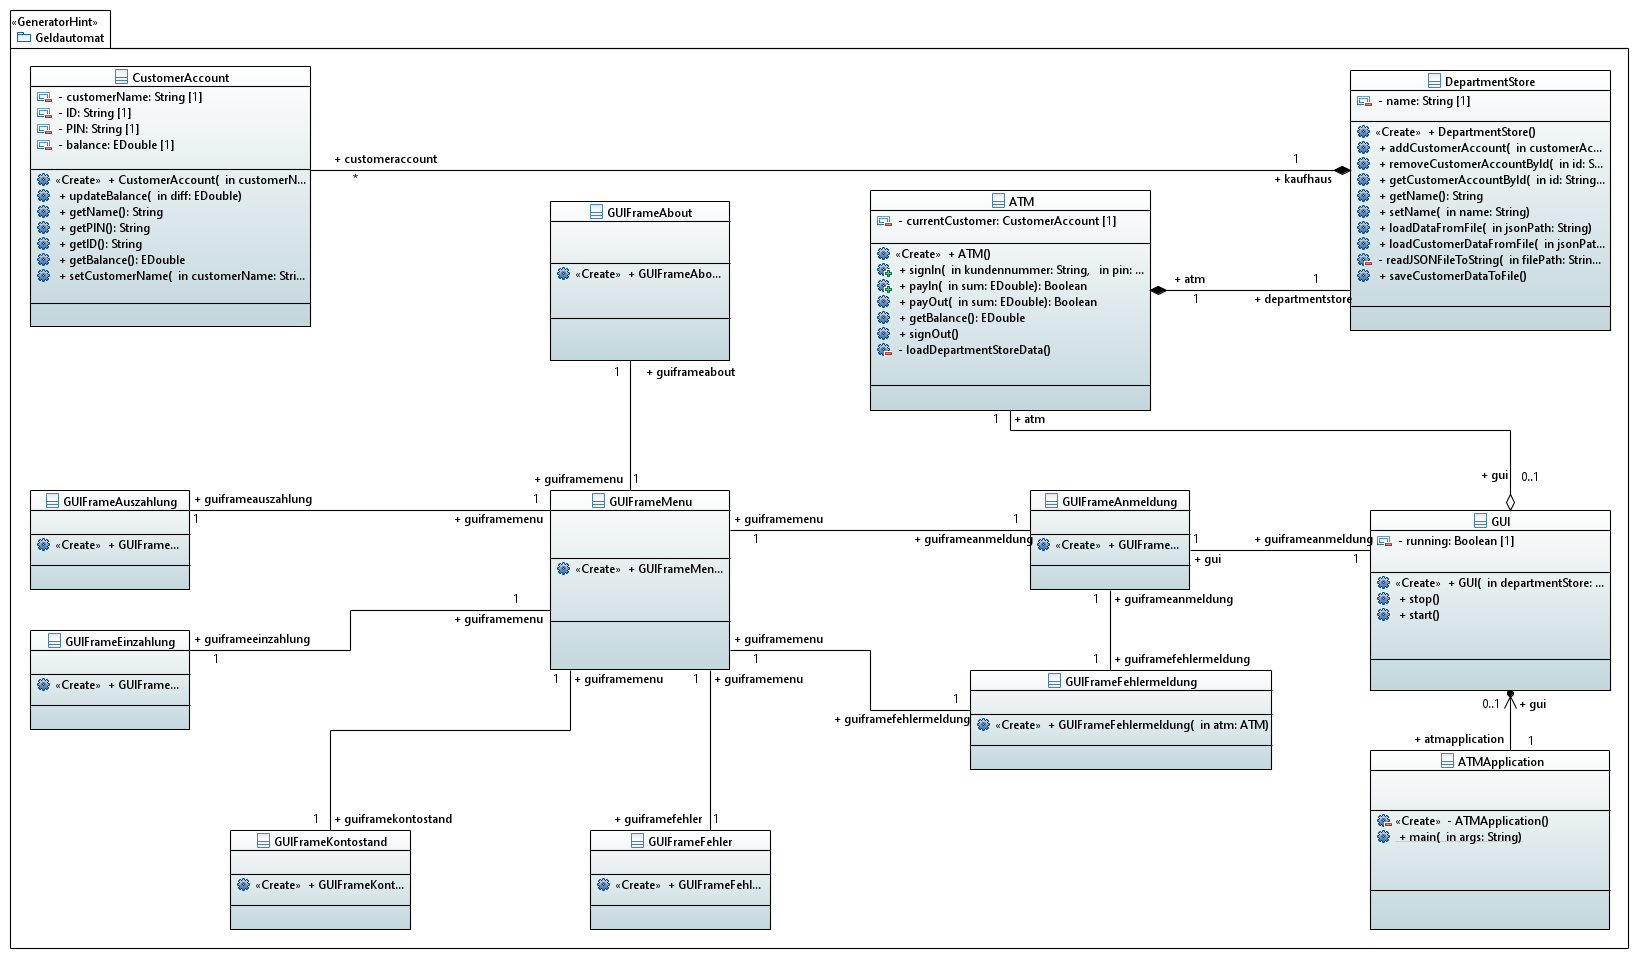 «GeneratorHint»
Geldautomat
CustomerAccount
- customerName: String [1]
- ID: String [1]
- PIN: String [1]
- balance: EDouble [1]
«Create» + CustomerAccount( in customerN...
+ updateBalance( in diff: EDouble)
+ getName(): String
+ getPIN(): String
+ getID(): String
+ getBalance(): EDouble
+ setCustomerName( in customerName: Stri...
+ customeraccount
*
1
+ kaufhaus
DepartmentStore
- name: String [1]
«Create» + DepartmentStore()
+ addCustomerAccount( in customerAc...
+ removeCustomerAccountById( in id: S...
+ getCustomerAccountById( in id: String...
+ getName(): String
+ setName( in name: String)
+ loadDataFromFile( in jsonPath: String)
+ loadCustomerDataFromFile( in jsonPat...
- readJSONFileToString( in filePath: Strin...
+ saveCustomerDataToFile()
GUIFrameAbout
«Create» + GUIFrameAbo...
ATM
- currentCustomer: CustomerAccount [1]
«Create» + ATM()
+ signIn( in kundennummer: String, in pin: ...
+ payIn( in sum: EDouble): Boolean
+ payOut( in sum: EDouble): Boolean
+ getBalance(): EDouble
+ signOut()
- loadDepartmentStoreData()
+ atm
1
1
+ departmentstore
1
+ guiframeabout
+ guiframemenu
1
1
+ atm
+ gui
0..1
GUIFrameAuszahlung
«Create» + GUIFrame...
+ guiframeauszahlung
1
1
+ guiframemenu
GUIFrameMenu
«Create» + GUIFrameMen...
+ guiframemenu
1
1
+ guiframeanmeldung
GUIFrameAnmeldung
«Create» + GUIFrame...
1
+ gui
+ guiframeanmeldung
1
GUI
- running: Boolean [1]
«Create» + GUI( in departmentStore: ...
+ stop()
+ start()
1
+ guiframemenu
GUIFrameEinzahlung
«Create» + GUIFrame...
+ guiframeeinzahlung
1
+ guiframemenu
1
1
+ guiframefehlermeldung
1
+ guiframeanmeldung
1
+ guiframefehlermeldung
GUIFrameFehlermeldung
«Create» + GUIFrameFehlermeldung( in atm: ATM)
1
+ guiframemenu
1
+ guiframemenu
0..1
+ gui
+ atmapplication
1
ATMApplication
«Create» - ATMApplication()
+ main( in args: String)
1
+ guiframekontostand
+ guiframefehler
1
GUIFrameKontostand
«Create» + GUIFrameKont...
GUIFrameFehler
«Create» + GUIFrameFehl...